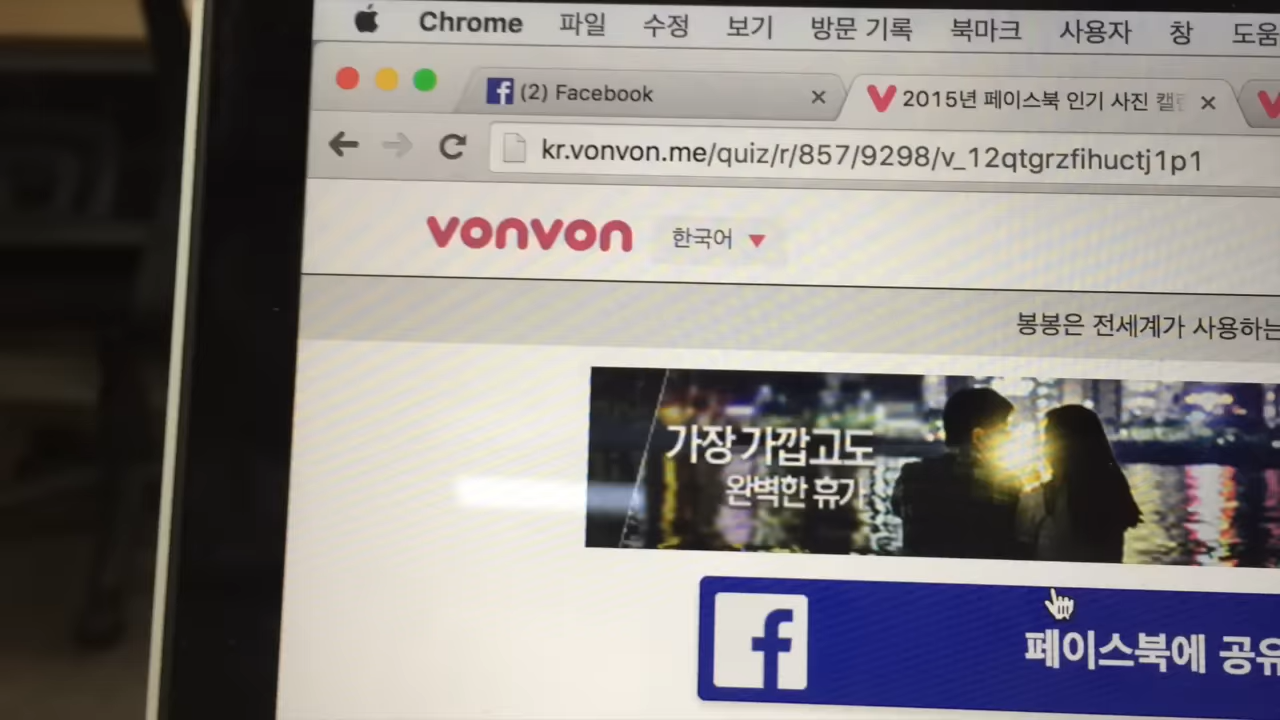 Chrome 파일 수정 보기 방문 기록 북마크 사용자 창 도움
(2) Facebook
2015년 페이스북 인기 사진
kr.vonvon.me/quiz/r/857/9298/v_12qtgrzfihuctj1p1
vonvon 한국어
봉봉은 전세계가 사용하는
가장 가깝고도
완벽한 휴가
페이스북에 공유